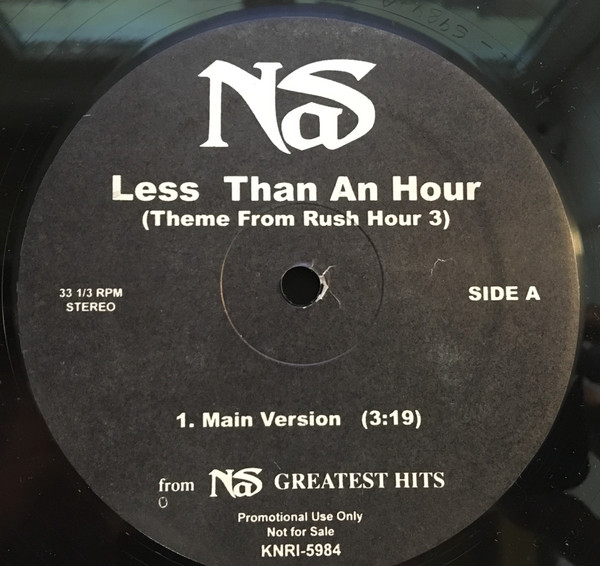 Nas
Less Than An Hour
(Theme From Rush Hour 3)
33 1/3 RPM
STEREO
SIDE A
1. Main Version (3:19)
from Nas GREATEST HITS
0
Promotional Use Only
Not for Sale
KNRI-5984